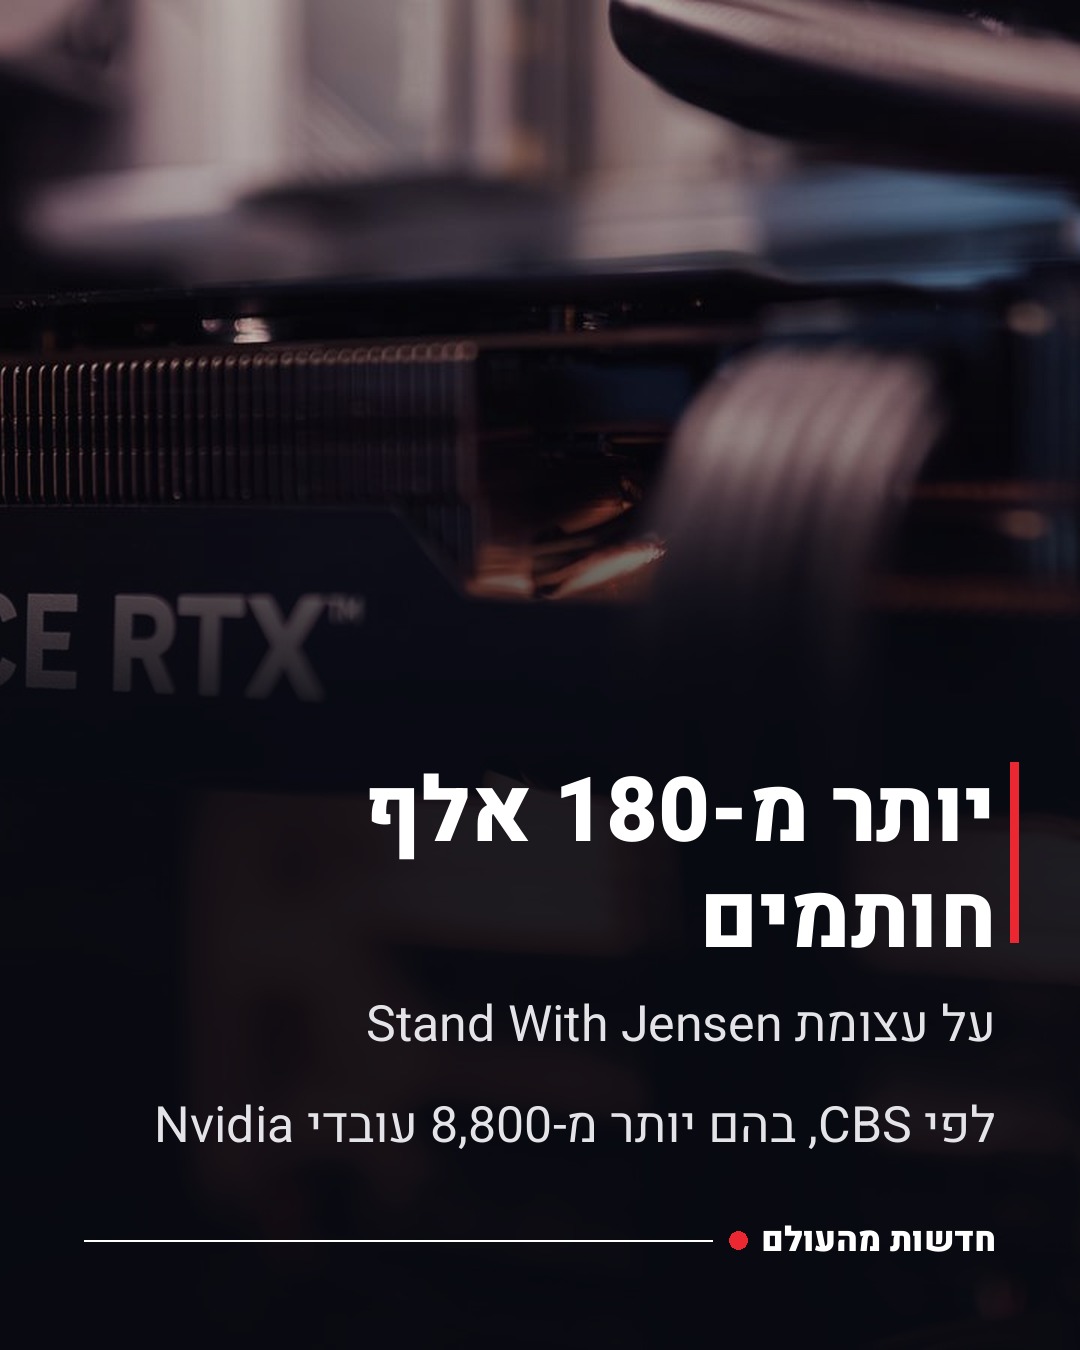 CE RTX™
יותר מ-180 אלף
חותמים
על עצומת Stand With Jensen
לפי CBS, בהם יותר מ-8,800 עובדי Nvidia
חדשות מהעולם